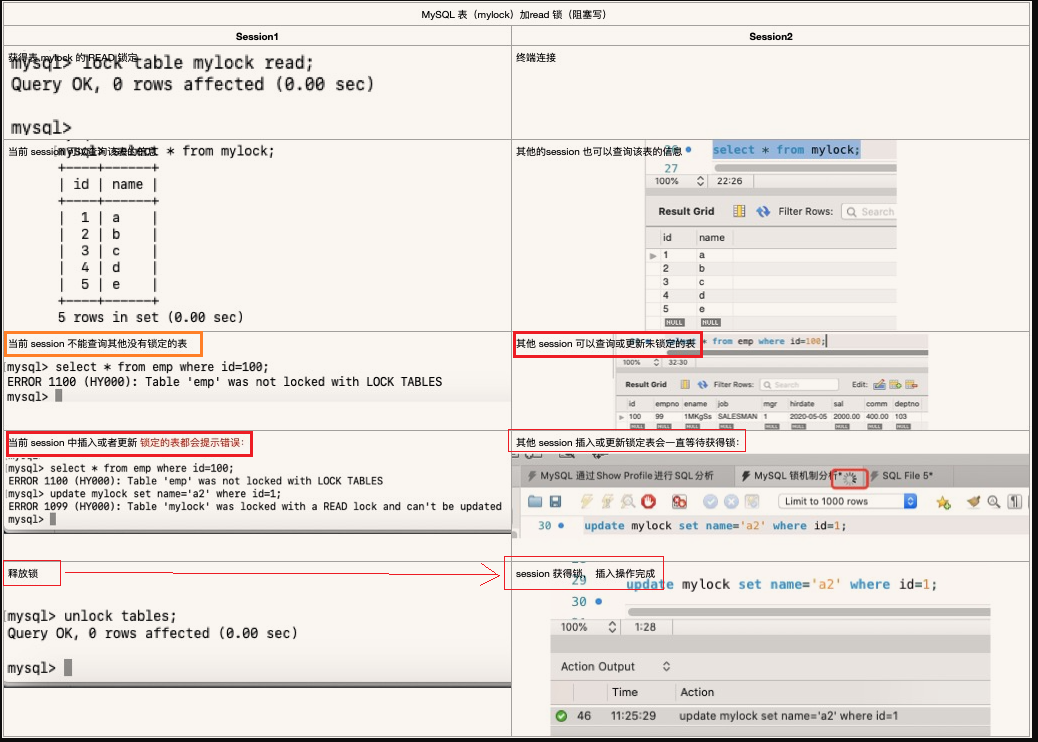 MySQL 表（mylock）加read 锁（阻塞写）
Session1
Session2
获得表 mylock 的 READ 锁定
mysql> lock table mylock read;
Query OK, 0 rows affected (0.00 sec)
mysql>
终端连接
当前 session 可以查询该表的信息
mysql> select * from mylock;
+----+------+
| id | name |
+----+------+
| 1 | a |
| 2 | b |
| 3 | c |
| 4 | d |
| 5 | e |
+----+------+
5 rows in set (0.00 sec)
其他的session 也可以查询该表的信息
26 select * from mylock;
27
100% 22:26
Result Grid Filter Rows: Search
id name
1 a
2 b
3 c
4 d
5 e
NULL NULL
当前 session 不能查询其他没有锁定的表
mysql> select * from emp where id=100;
ERROR 1100 (HY000): Table 'emp' was not locked with LOCK TABLES
mysql>
其他 session 可以查询或更新未锁定的表
* from emp where id=100;
100% 32:30
Result Grid Filter Rows: Search Edit:
id empno ename job mgr hirdate sal comm deptno
100 99 1MKgSs SALESMAN 1 2020-05-05 2000.00 400.00 103
NULL NULL NULL NULL NULL NULL NULL NULL NULL
当前 session 中插入或者更新 锁定的表都会提示错误:
mysql> select * from emp where id=100;
ERROR 1100 (HY000): Table 'emp' was not locked with LOCK TABLES
mysql> update mylock set name='a2' where id=1;
ERROR 1099 (HY000): Table 'mylock' was locked with a READ lock and can't be updated
mysql>
其他 session 插入或更新锁定表会一直等待获得锁:
MySQL 通过 Show Profile 进行 SQL 分析 MySQL 锁机制分析* SQL File 5*
Limit to 1000 rows
30 update mylock set name='a2' where id=1;
释放锁
mysql> unlock tables;
Query OK, 0 rows affected (0.00 sec)
mysql>
session 获得锁， 插入操作完成
29 update mylock set name='a2' where id=1;
30
100% 1:28
Action Output
Time Action
46 11:25:29 update mylock set name='a2' where id=1